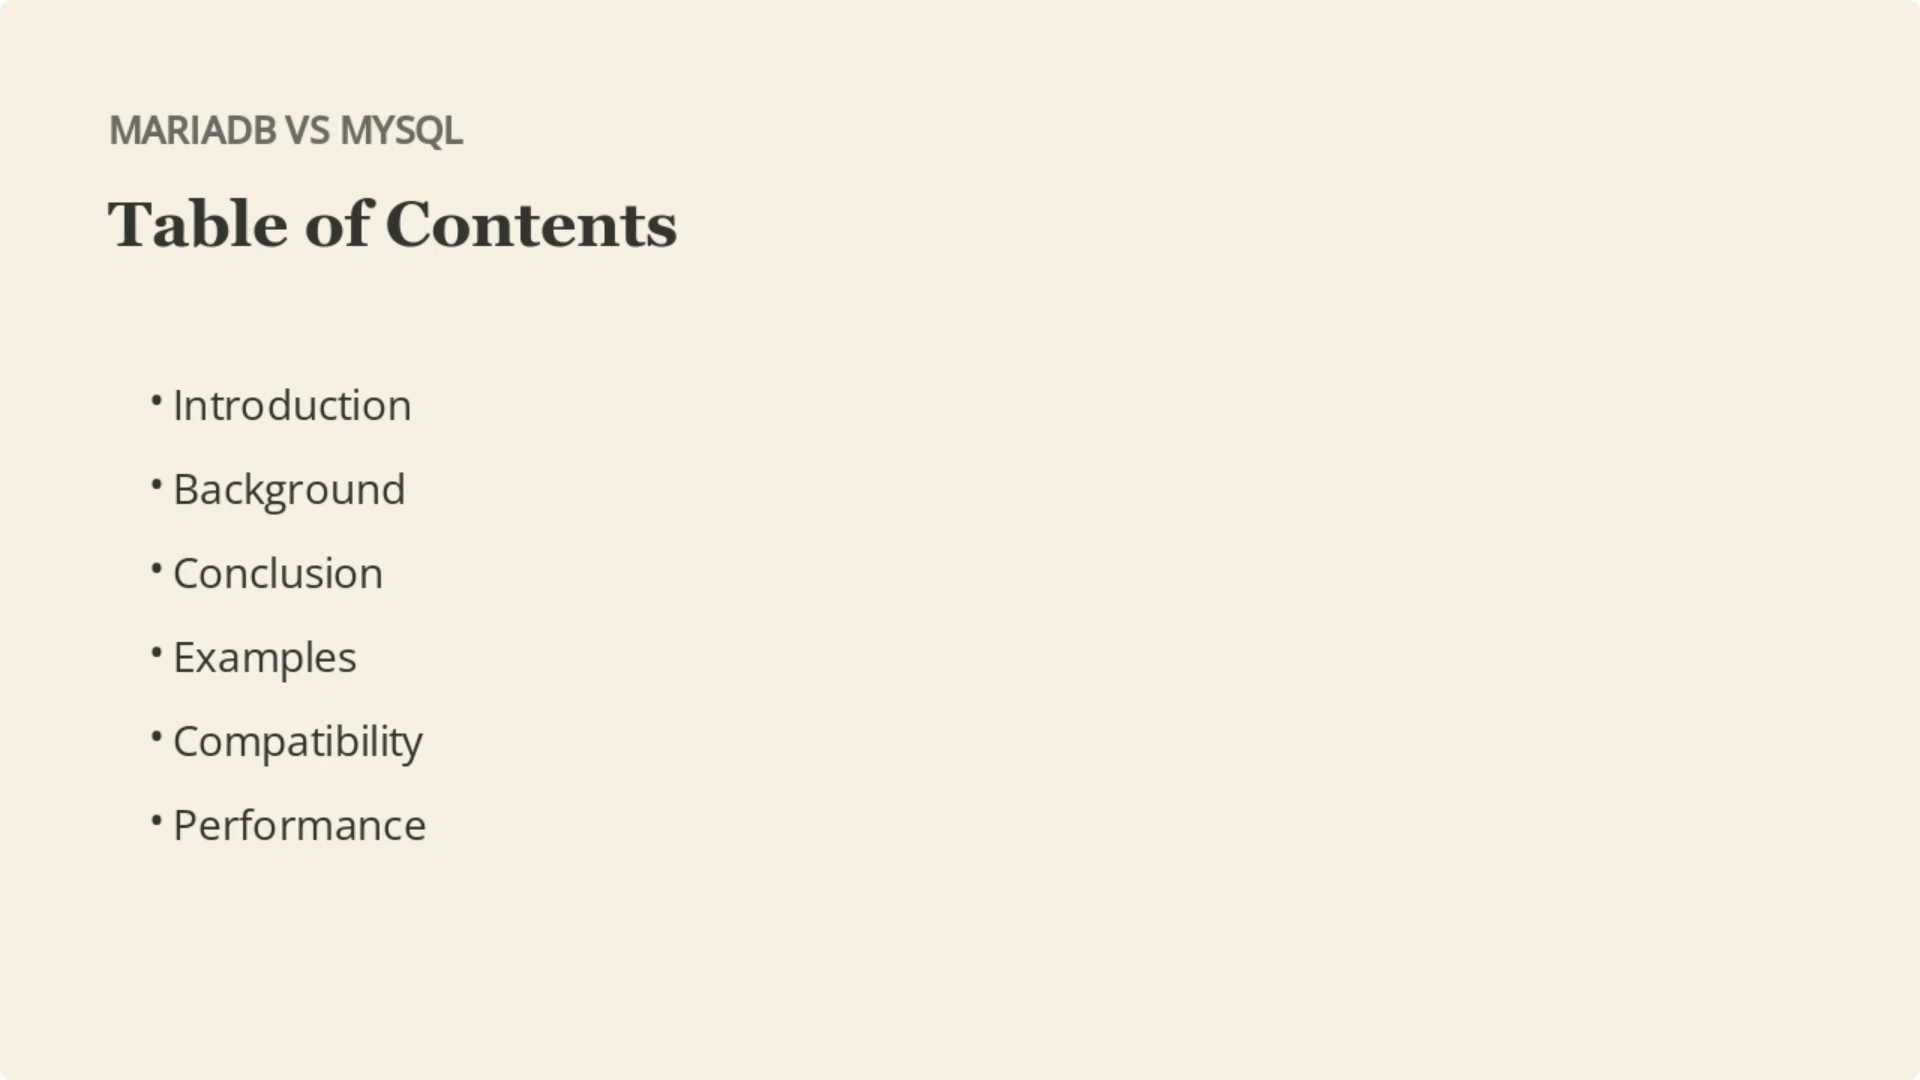 MARIADB VS MYSQL
Table of Contents
• Introduction
• Background
• Conclusion
• Examples
• Compatibility
• Performance